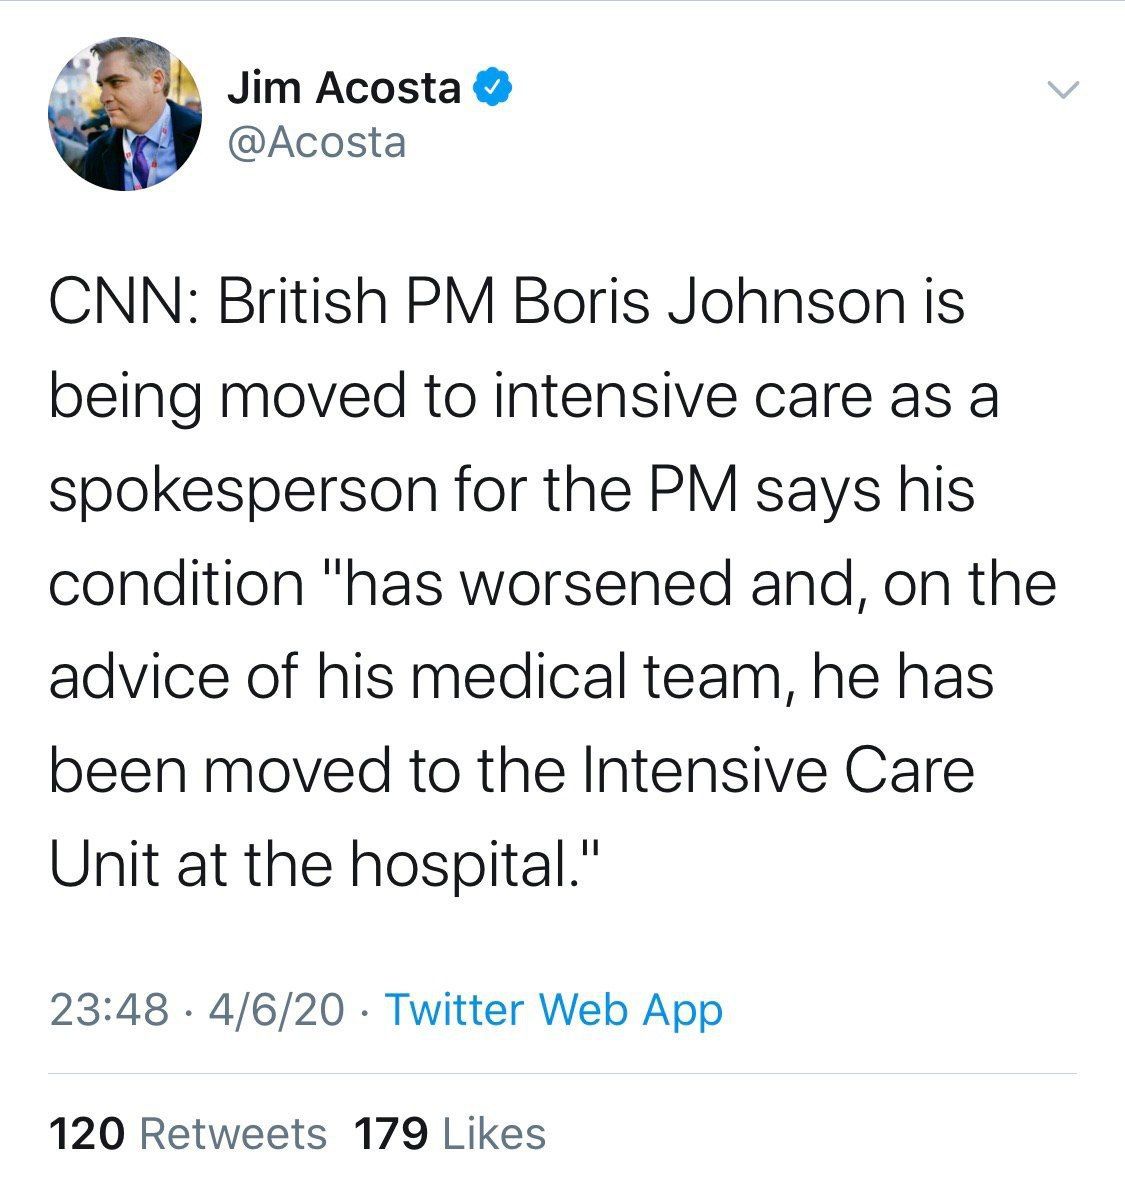 Jim Acosta
@Acosta
CNN: British PM Boris Johnson is
being moved to intensive care as a
spokesperson for the PM says his
condition "has worsened and, on the
advice of his medical team, he has
been moved to the Intensive Care
Unit at the hospital."
23:48 · 4/6/20 · Twitter Web App
120 Retweets 179 Likes